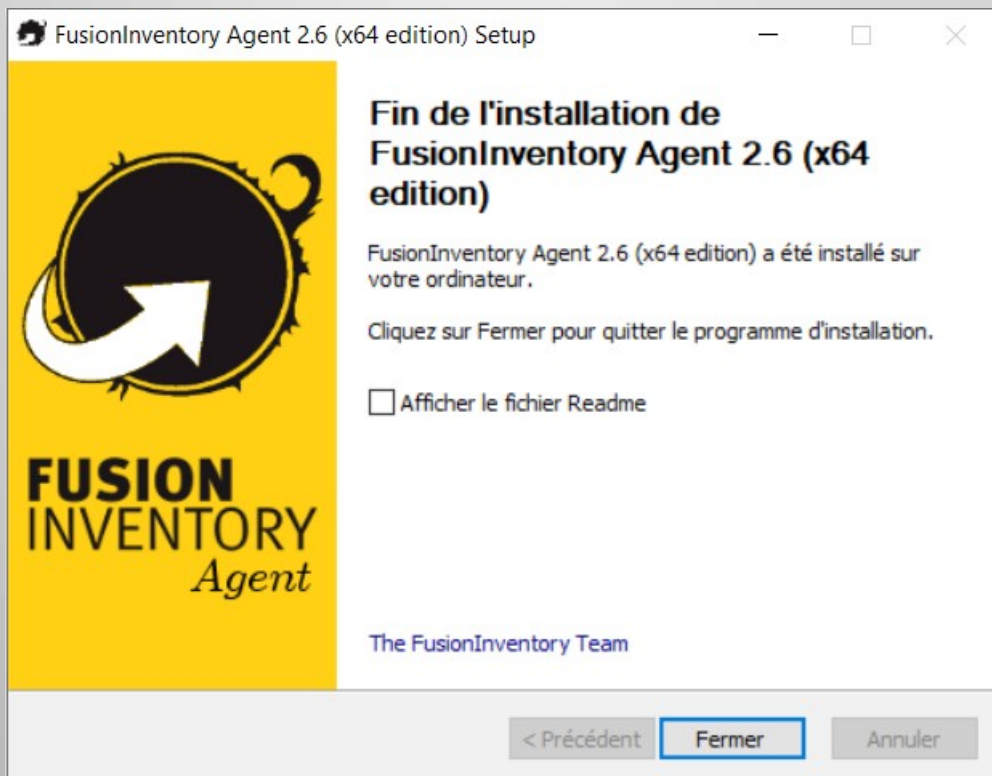 FusionInventory Agent 2.6 (x64 edition) Setup
Fin de l'installation de
FusionInventory Agent 2.6 (x64
edition)
FusionInventory Agent 2.6 (x64 edition) a été installé sur
votre ordinateur.
Cliquez sur Fermer pour quitter le programme d'installation.
Afficher le fichier Readme
FUSION
INVENTORY
Agent
The FusionInventory Team
< Précédent
Fermer
Annuler